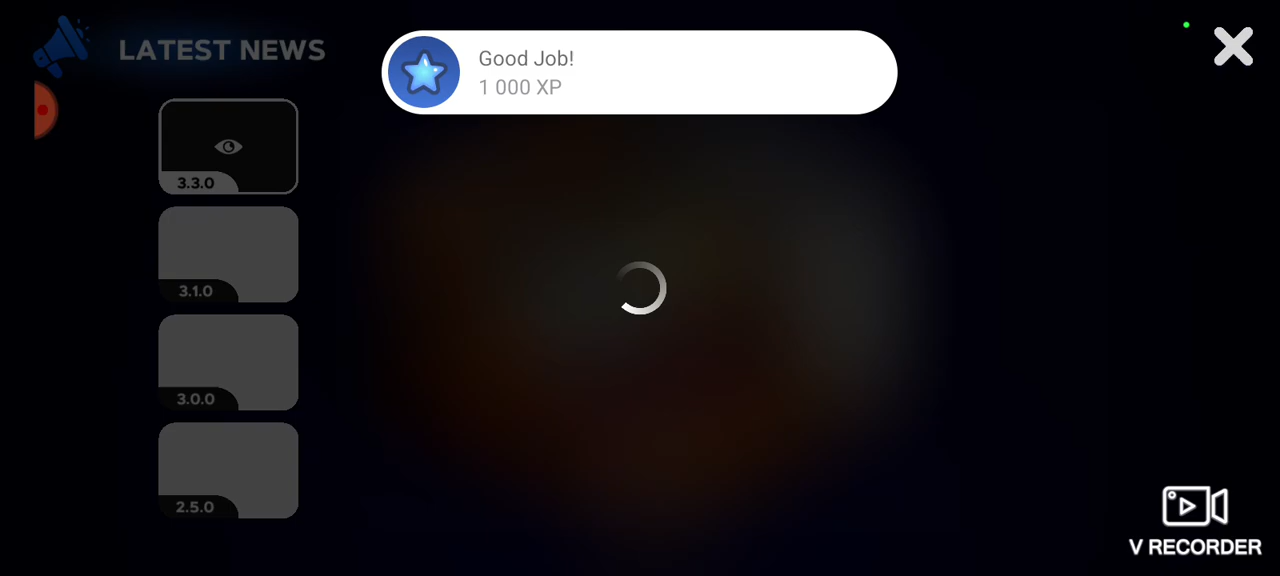 LATEST NEWS
Good Job!
1 000 XP
3.3.0
3.1.0
3.0.0
2.5.0
V RECORDER